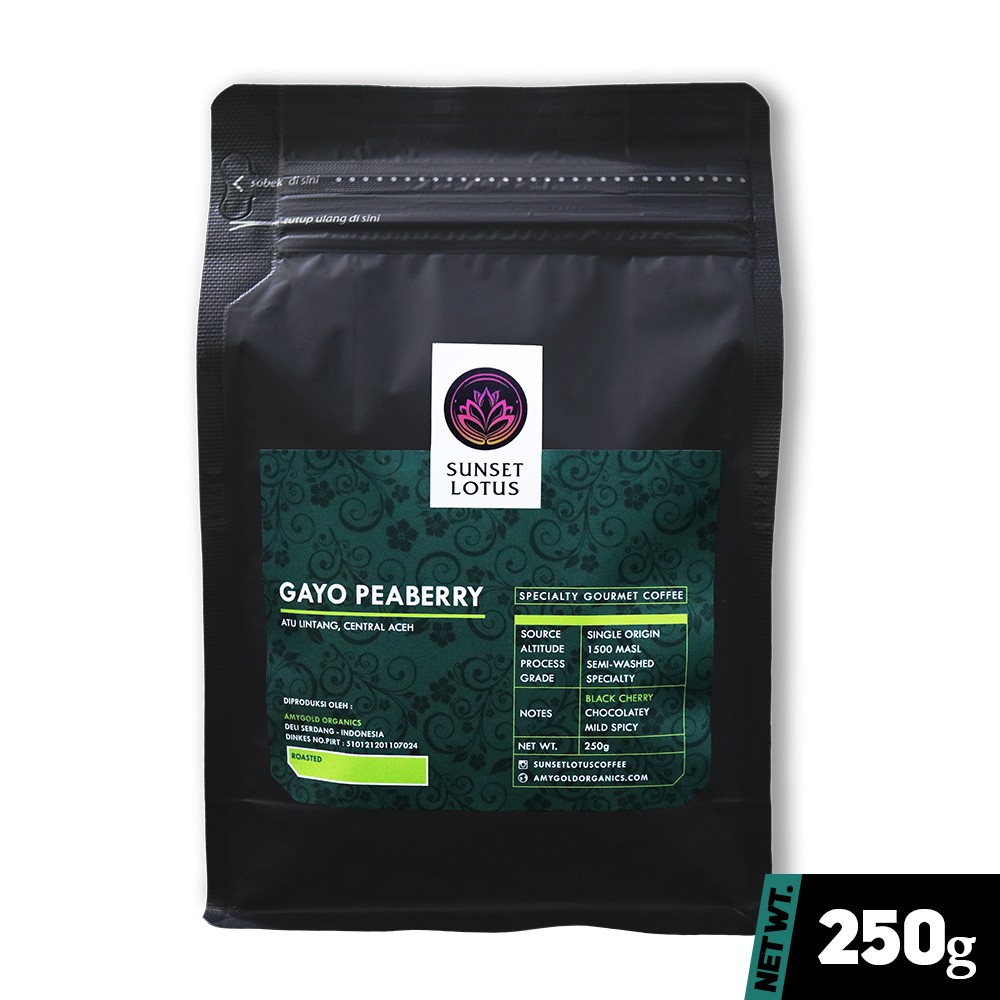 sobek di sini
tutup ulang di sini
SUNSET
LOTUS
GAYO PEABERRY
ATU LINTANG, CENTRAL ACEH
DIPRODUKSI OLEH :
AMYGOLD ORGANICS
DELI SERDANG - INDONESIA
DINKES NO.PIRT : 510121201107024
ROASTED
SPECIALTY GOURMET COFFEE
SOURCE SINGLE ORIGIN
ALTITUDE 1500 MASL
PROCESS SEMI-WASHED
GRADE SPECIALTY
NOTES BLACK CHERRY
CHOCOLATEY
MILD SPICY
NET WT. 250g
SUNSETLOTUSCOFFEE
AMYGOLDORGANICS.COM
NET WT.
250g